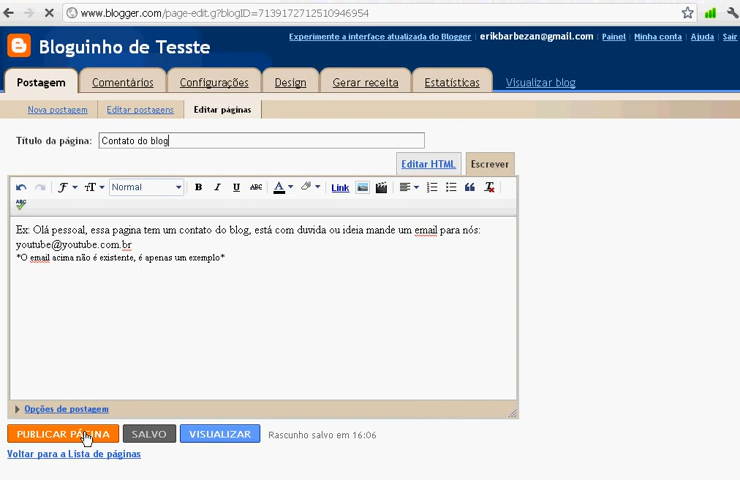 www.blogger.com/page-edit.g?blogID=7139172712510946954
Bloguinho de Tesste
Experimente a interface atualizada do Blogger | erikbarbezan@gmail.com | Painel | Minha conta | Ajuda | Sair
Postagem Comentários Configurações Design Gerar receita Estatísticas Visualizar blog
Nova postagem Editar postagens Editar páginas
Título da página: Contato do blog
Editar HTML Escrever
Normal B I U ABC A Link
ABC
Ex: Olá pessoal, essa pagina tem um contato do blog, está com duvida ou ideia mande um email para nós:
youtube@youtube.com.br
*O email acima não é existente, é apenas um exemplo*
Opções de postagem
PUBLICAR PÁGINA SALVO VISUALIZAR Rascunho salvo em 16:06
Voltar para a Lista de páginas